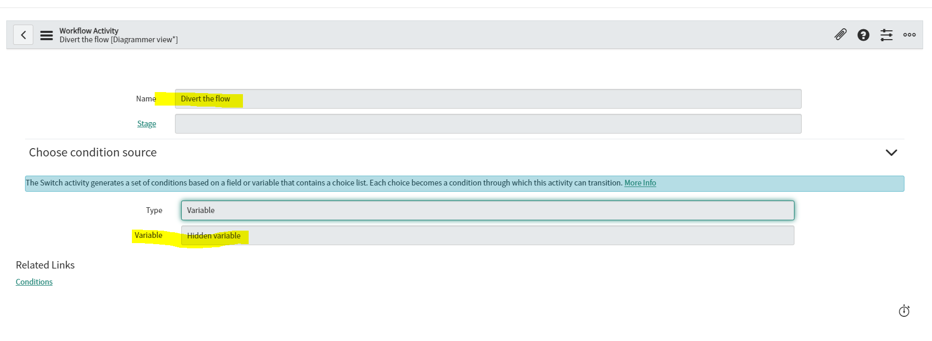 Workflow Activity
Divert the flow [Diagrammer view*]
Name Divert the flow
Stage
Choose condition source
The Switch activity generates a set of conditions based on a field or variable that contains a choice list. Each choice becomes a condition through which this activity can transition. More Info
Type Variable
Variable Hidden variable
Related Links
Conditions